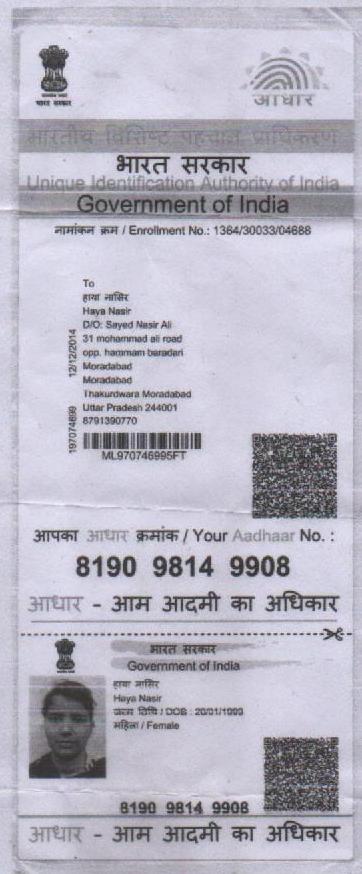 भारत सरकार
आधार
भारतीय विशिष्ट पहचान प्राधिकरण
भारत सरकार
Unique Identification Authority of India
Government of India
नामांकन क्रम / Enrollment No.: 1364/30033/04688
To
हाया नासिर
Haya Nasir
D/O: Sayed Nasir Ali
31 mohammad ali road
opp. hammam baradari
Moradabad
Moradabad
Thakurdwara Moradabad
Uttar Pradesh 244001
8791390770
12/12/2014
ML970746995FT
आपका आधार क्रमांक / Your Aadhaar No. :
8190 9814 9908
आधार - आम आदमी का अधिकार
भारत सरकार
Government of India
हाया नासिर
Haya Nasir
जन्म तिथि / DOB : 20/01/1993
महिला / Female
8190 9814 9908
आधार - आम आदमी का अधिकार